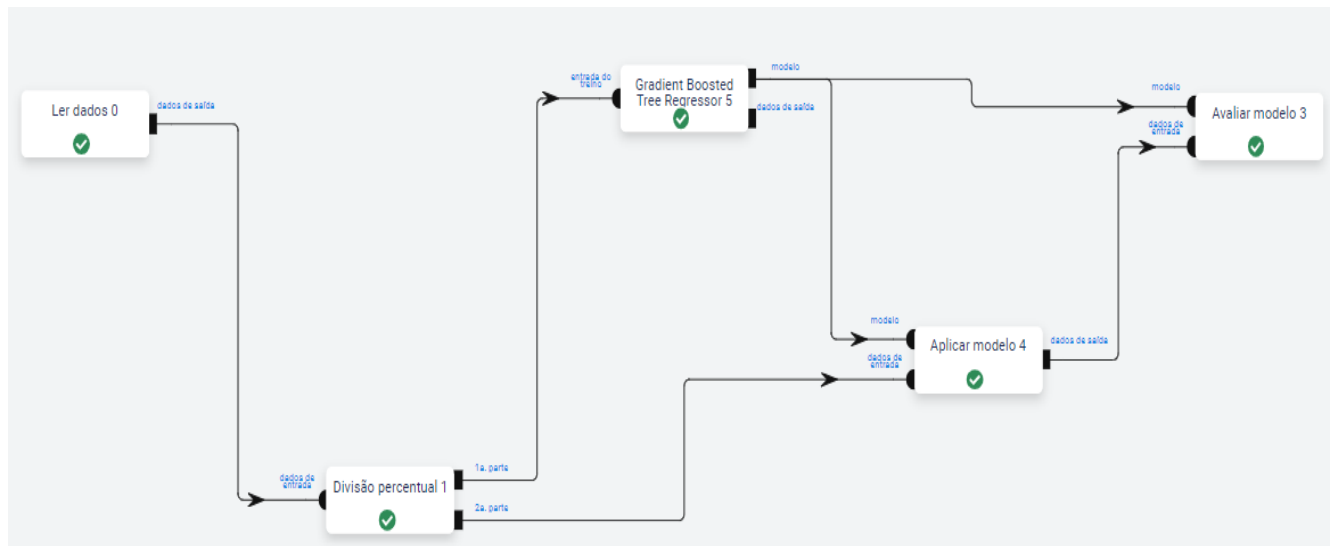 Ler dados 0
dados de saída
dados de
entrada
Divisão percentual 1
1a. parte
2a. parte
entrada do
treino
Gradient Boosted
Tree Regressor 5
modelo
dados de saída
modelo
dados de
entrada
Aplicar modelo 4
dados de saída
modelo
dados de
entrada
Avaliar modelo 3